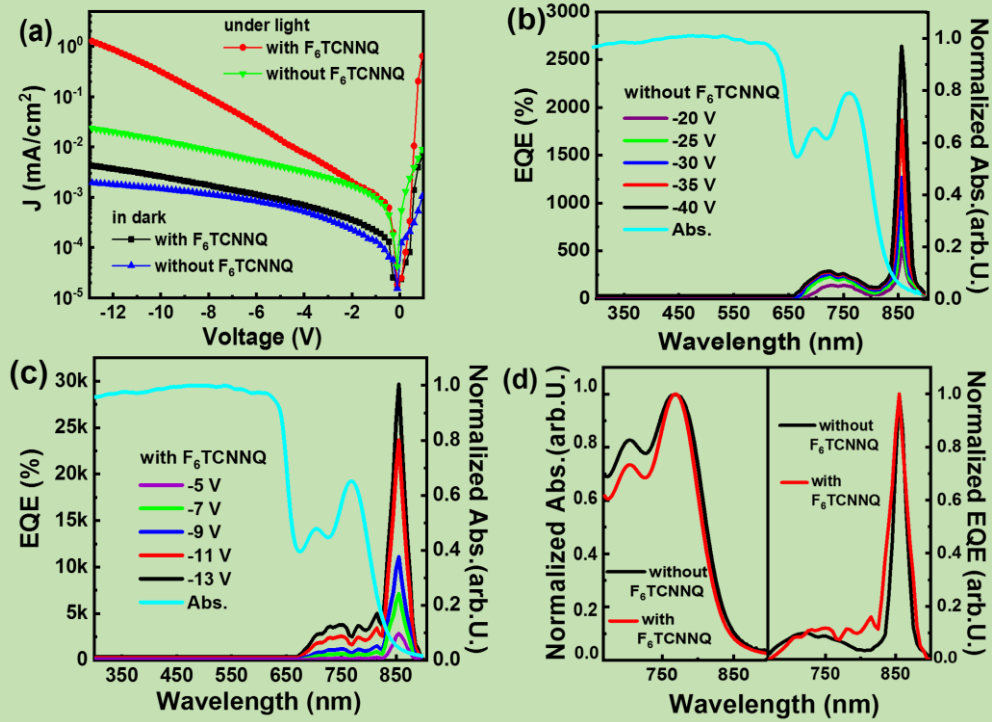 (a)
under light
with F₆TCNNQ
without F₆TCNNQ
in dark
with F₆TCNNQ
without F₆TCNNQ
J (mA/cm²)
10⁰
10⁻¹
10⁻²
10⁻³
10⁻⁴
10⁻⁵
-12 -10 -8 -6 -4 -2 0
Voltage (V)
(b)
EQE (%)
3000
2500
2000
1500
1000
500
0
without F₆TCNNQ
-20 V
-25 V
-30 V
-35 V
-40 V
Abs.
Normalized Abs.(arb.U.)
1.0
0.8
0.6
0.4
0.2
0.0
350 450 550 650 750 850
Wavelength (nm)
(c)
EQE (%)
30k
25k
20k
15k
10k
5k
0
with F₆TCNNQ
-5 V
-7 V
-9 V
-11 V
-13 V
Abs.
Normalized Abs.(arb.U.)
1.0
0.8
0.6
0.4
0.2
0.0
350 450 550 650 750 850
Wavelength (nm)
(d)
Normalized Abs.(arb.U.)
1.0
0.8
0.6
0.4
0.2
0.0
without
F₆TCNNQ
with
F₆TCNNQ
without
F₆TCNNQ
with
F₆TCNNQ
Normalized EQE (arb.U.)
1.0
0.8
0.6
0.4
0.2
0.0
750 850 750 850
Wavelength (nm)